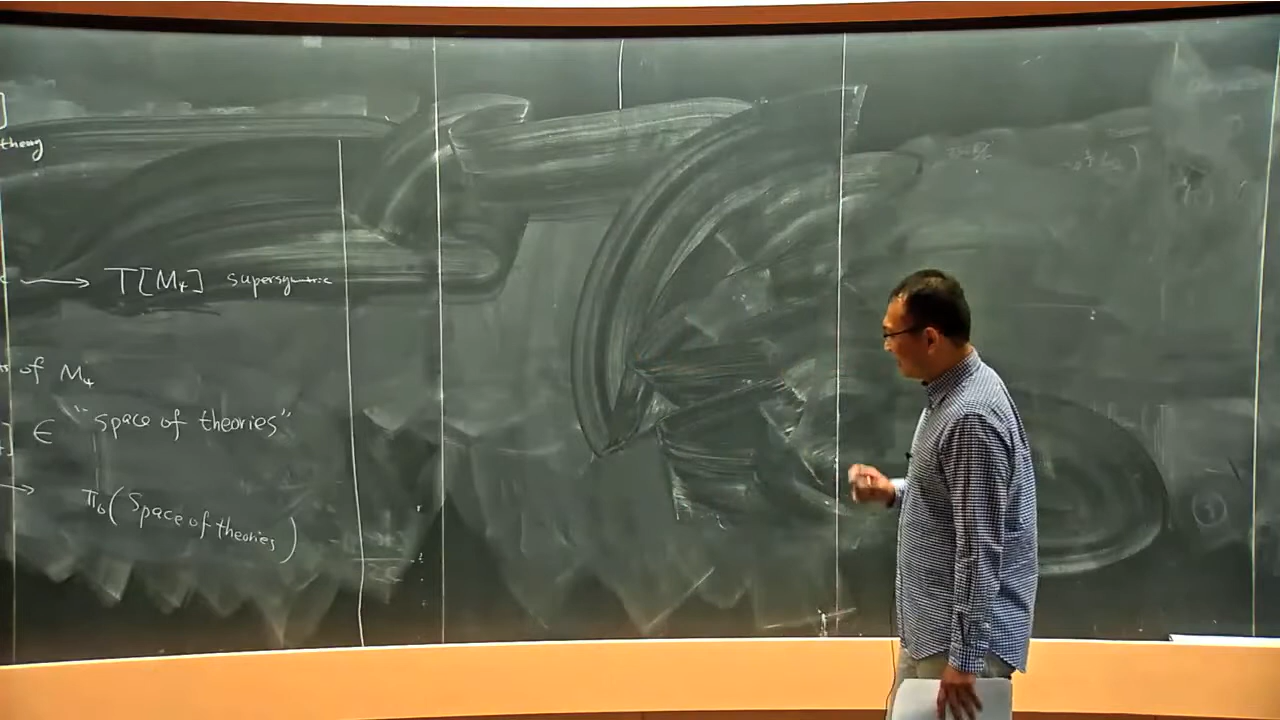 theory
⟶ T[M₄] supersymmetric
of M₄
∈ "space of theories"
→ π₀(Space of theories)